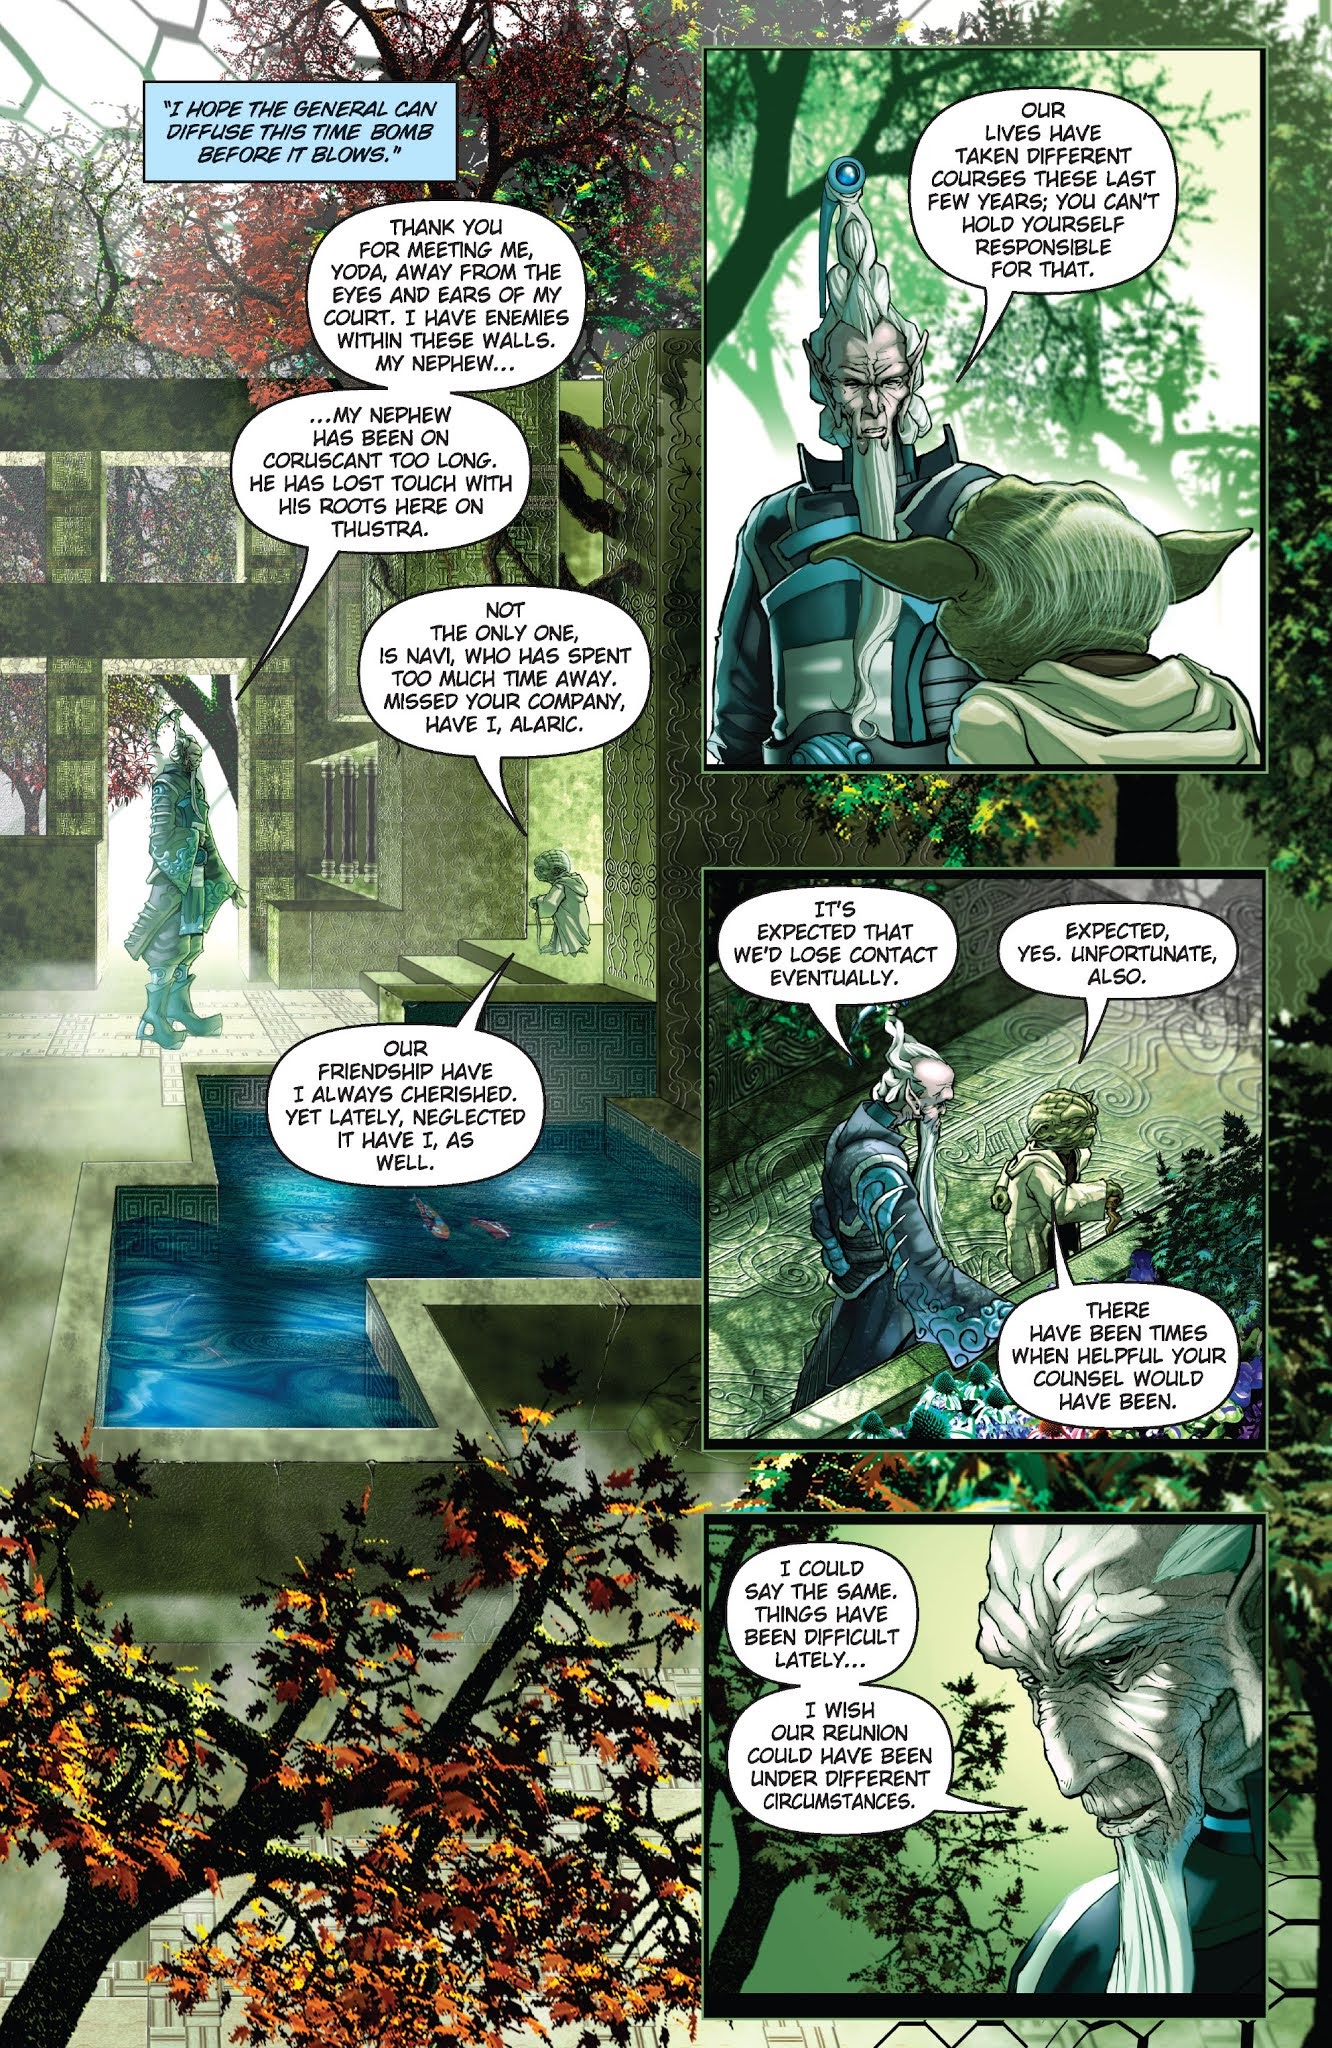 "I HOPE THE GENERAL CAN
DIFFUSE THIS TIME BOMB
BEFORE IT BLOWS."
THANK YOU
FOR MEETING ME,
YODA, AWAY FROM THE
EYES AND EARS OF MY
COURT. I HAVE ENEMIES
WITHIN THESE WALLS.
MY NEPHEW...
...MY NEPHEW
HAS BEEN ON
CORUSCANT TOO LONG.
HE HAS LOST TOUCH WITH
HIS ROOTS HERE ON
THUSTRA.
NOT
THE ONLY ONE,
IS NAVI, WHO HAS SPENT
TOO MUCH TIME AWAY.
MISSED YOUR COMPANY,
HAVE I, ALARIC.
OUR
FRIENDSHIP HAVE
I ALWAYS CHERISHED.
YET LATELY, NEGLECTED
IT HAVE I, AS
WELL.
OUR
LIVES HAVE
TAKEN DIFFERENT
COURSES THESE LAST
FEW YEARS; YOU CAN'T
HOLD YOURSELF
RESPONSIBLE
FOR THAT.
IT'S
EXPECTED THAT
WE'D LOSE CONTACT
EVENTUALLY.
EXPECTED,
YES. UNFORTUNATE,
ALSO.
THERE
HAVE BEEN TIMES
WHEN HELPFUL YOUR
COUNSEL WOULD
HAVE BEEN.
I COULD
SAY THE SAME.
THINGS HAVE
BEEN DIFFICULT
LATELY...
I WISH
OUR REUNION
COULD HAVE BEEN
UNDER DIFFERENT
CIRCUMSTANCES.